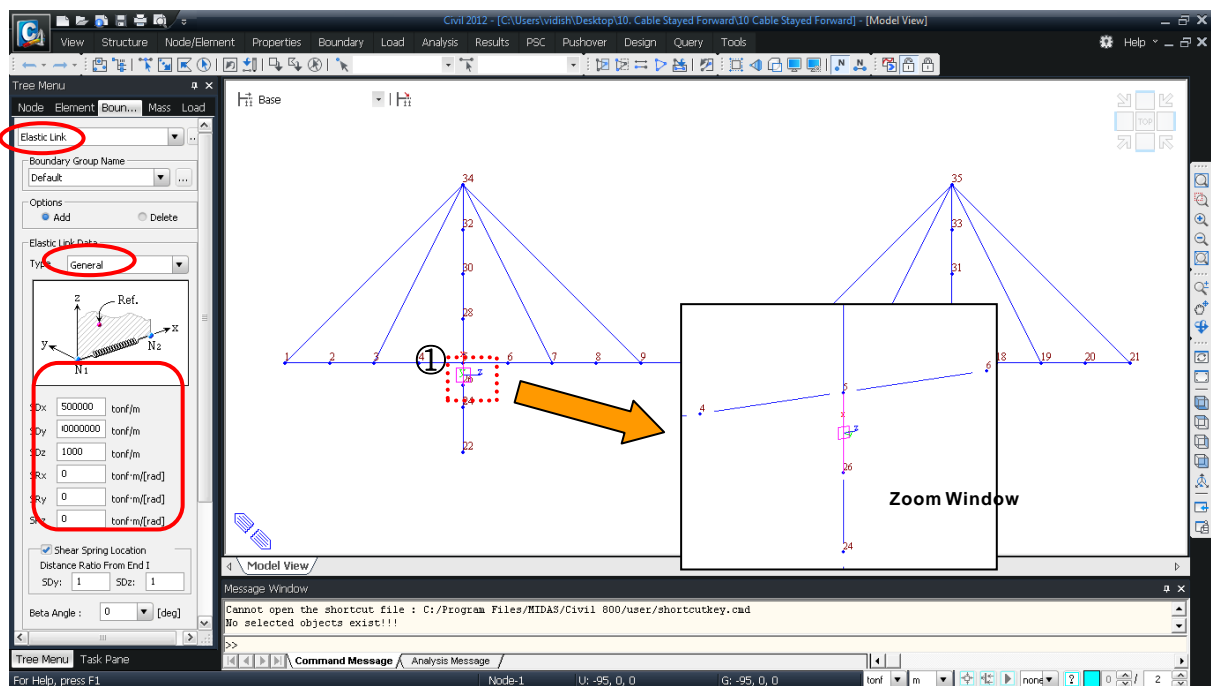 Civil 2012 - [C:\Users\vidish\Desktop\10. Cable Stayed Forward\10 Cable Stayed Forward] - [Model View]
View Structure Node/Element Properties Boundary Load Analysis Results PSC Pushover Design Query Tools Help
Tree Menu
Node Element Boun... Mass Load
Base
TOP
Elastic Link
Boundary Group Name
Default
Options
Add Delete
Elastic Link Data
Type General
z Ref. x
y N1 N2
SDx 500000 tonf/m
SDy 0000000 tonf/m
SDz 1000 tonf/m
SRx 0 tonf·m/[rad]
SRy 0 tonf·m/[rad]
SRz 0 tonf·m/[rad]
Shear Spring Location
Distance Ratio From End I
SDy: 1 SDz: 1
Beta Angle : 0 [deg]
34 35
32 33
30 31
28
1 2 3 4 6 7 8 9 18 19 20 21
①
z
26
24
22
4 5 6
x
z
26
24
Zoom Window
Model View
Message Window
Cannot open the shortcut file : C:/Program Files/MIDAS/Civil 800/user/shortcutkey.cmd
No selected objects exist!!!
>>
Command Message Analysis Message
Tree Menu Task Pane
For Help, press F1 Node-1 U: -95, 0, 0 G: -95, 0, 0 tonf m none ? 0 / 2